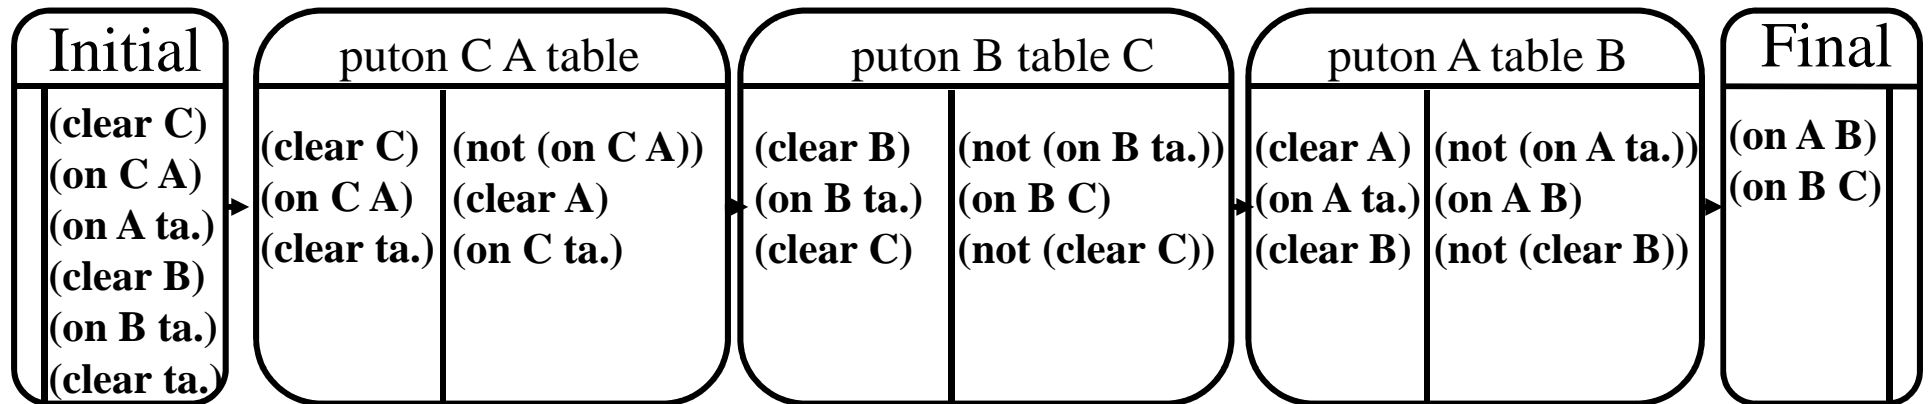 Initial
(clear C)
(on C A)
(on A ta.)
(clear B)
(on B ta.)
(clear ta.)
puton C A table
(clear C)
(on C A)
(clear ta.)
(not (on C A))
(clear A)
(on C ta.)
puton B table C
(clear B)
(on B ta.)
(clear C)
(not (on B ta.))
(on B C)
(not (clear C))
puton A table B
(clear A)
(on A ta.)
(clear B)
(not (on A ta.))
(on A B)
(not (clear B))
Final
(on A B)
(on B C)